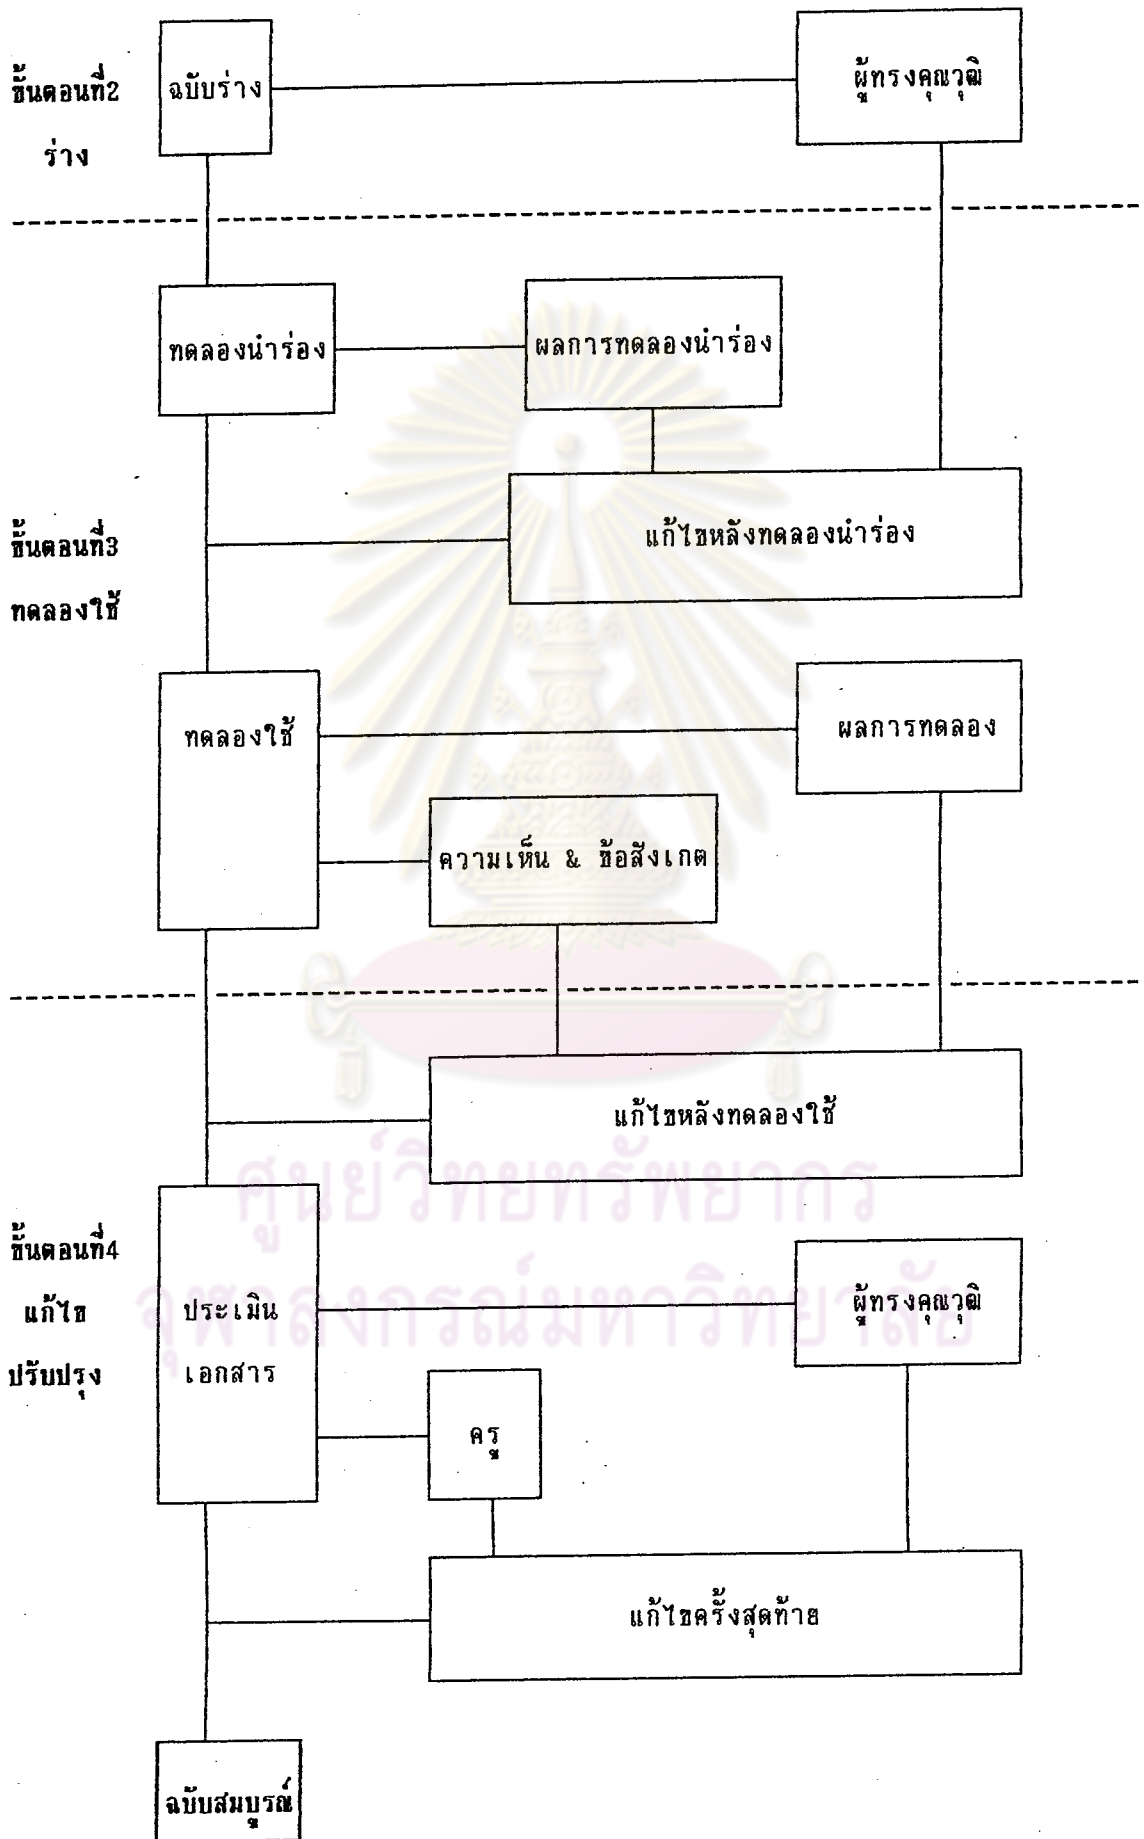 ขั้นตอนที่2
ร่าง
ฉบับร่าง
ผู้ทรงคุณวุฒิ
ทดลองนำร่อง
ผลการทดลองนำร่อง
ขั้นตอนที่3
ทดลองใช้
แก้ไขหลังทดลองนำร่อง
ทดลองใช้
ผลการทดลอง
ความเห็น & ข้อสังเกต
แก้ไขหลังทดลองใช้
ศูนย์วิทยทรัพยากร
จุฬาลงกรณ์มหาวิทยาลัย
ขั้นตอนที่4
แก้ไข
ปรับปรุง
ประเมิน
เอกสาร
ผู้ทรงคุณวุฒิ
ครู
แก้ไขครั้งสุดท้าย
ฉบับสมบูรณ์